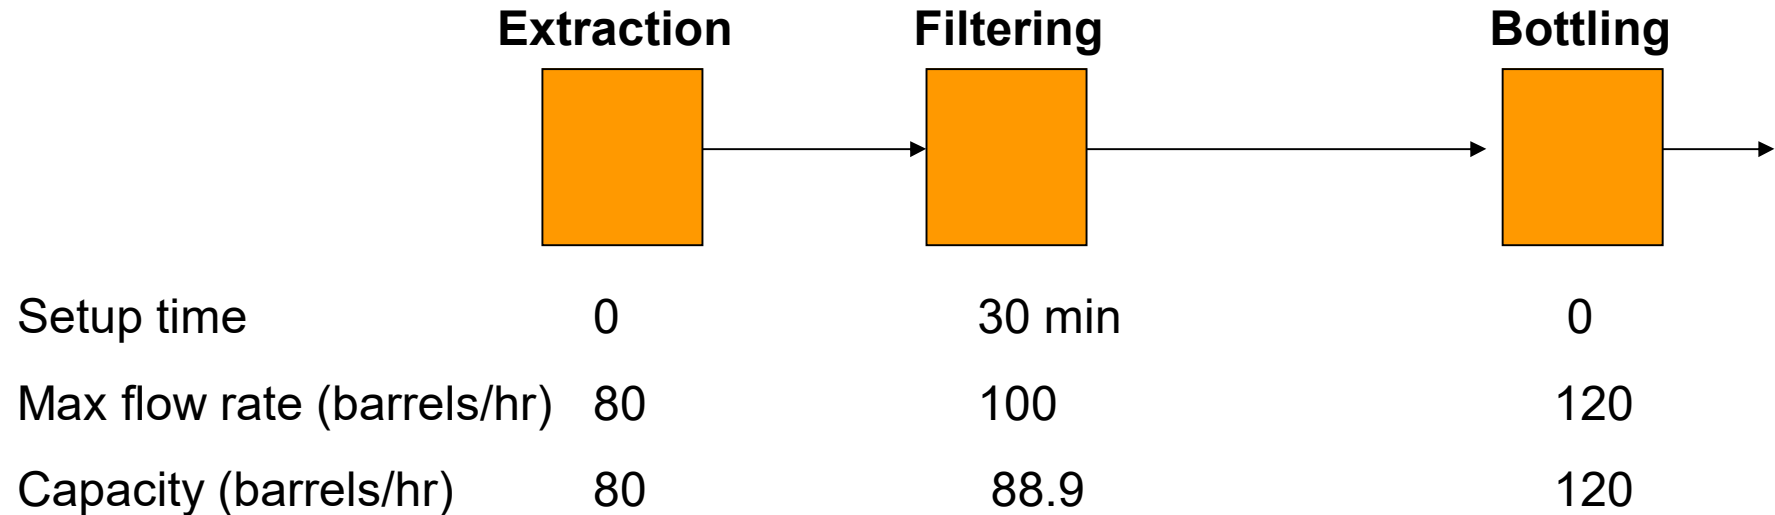 Extraction Filtering Bottling
Setup time 0 30 min 0
Max flow rate (barrels/hr) 80 100 120
Capacity (barrels/hr) 80 88.9 120